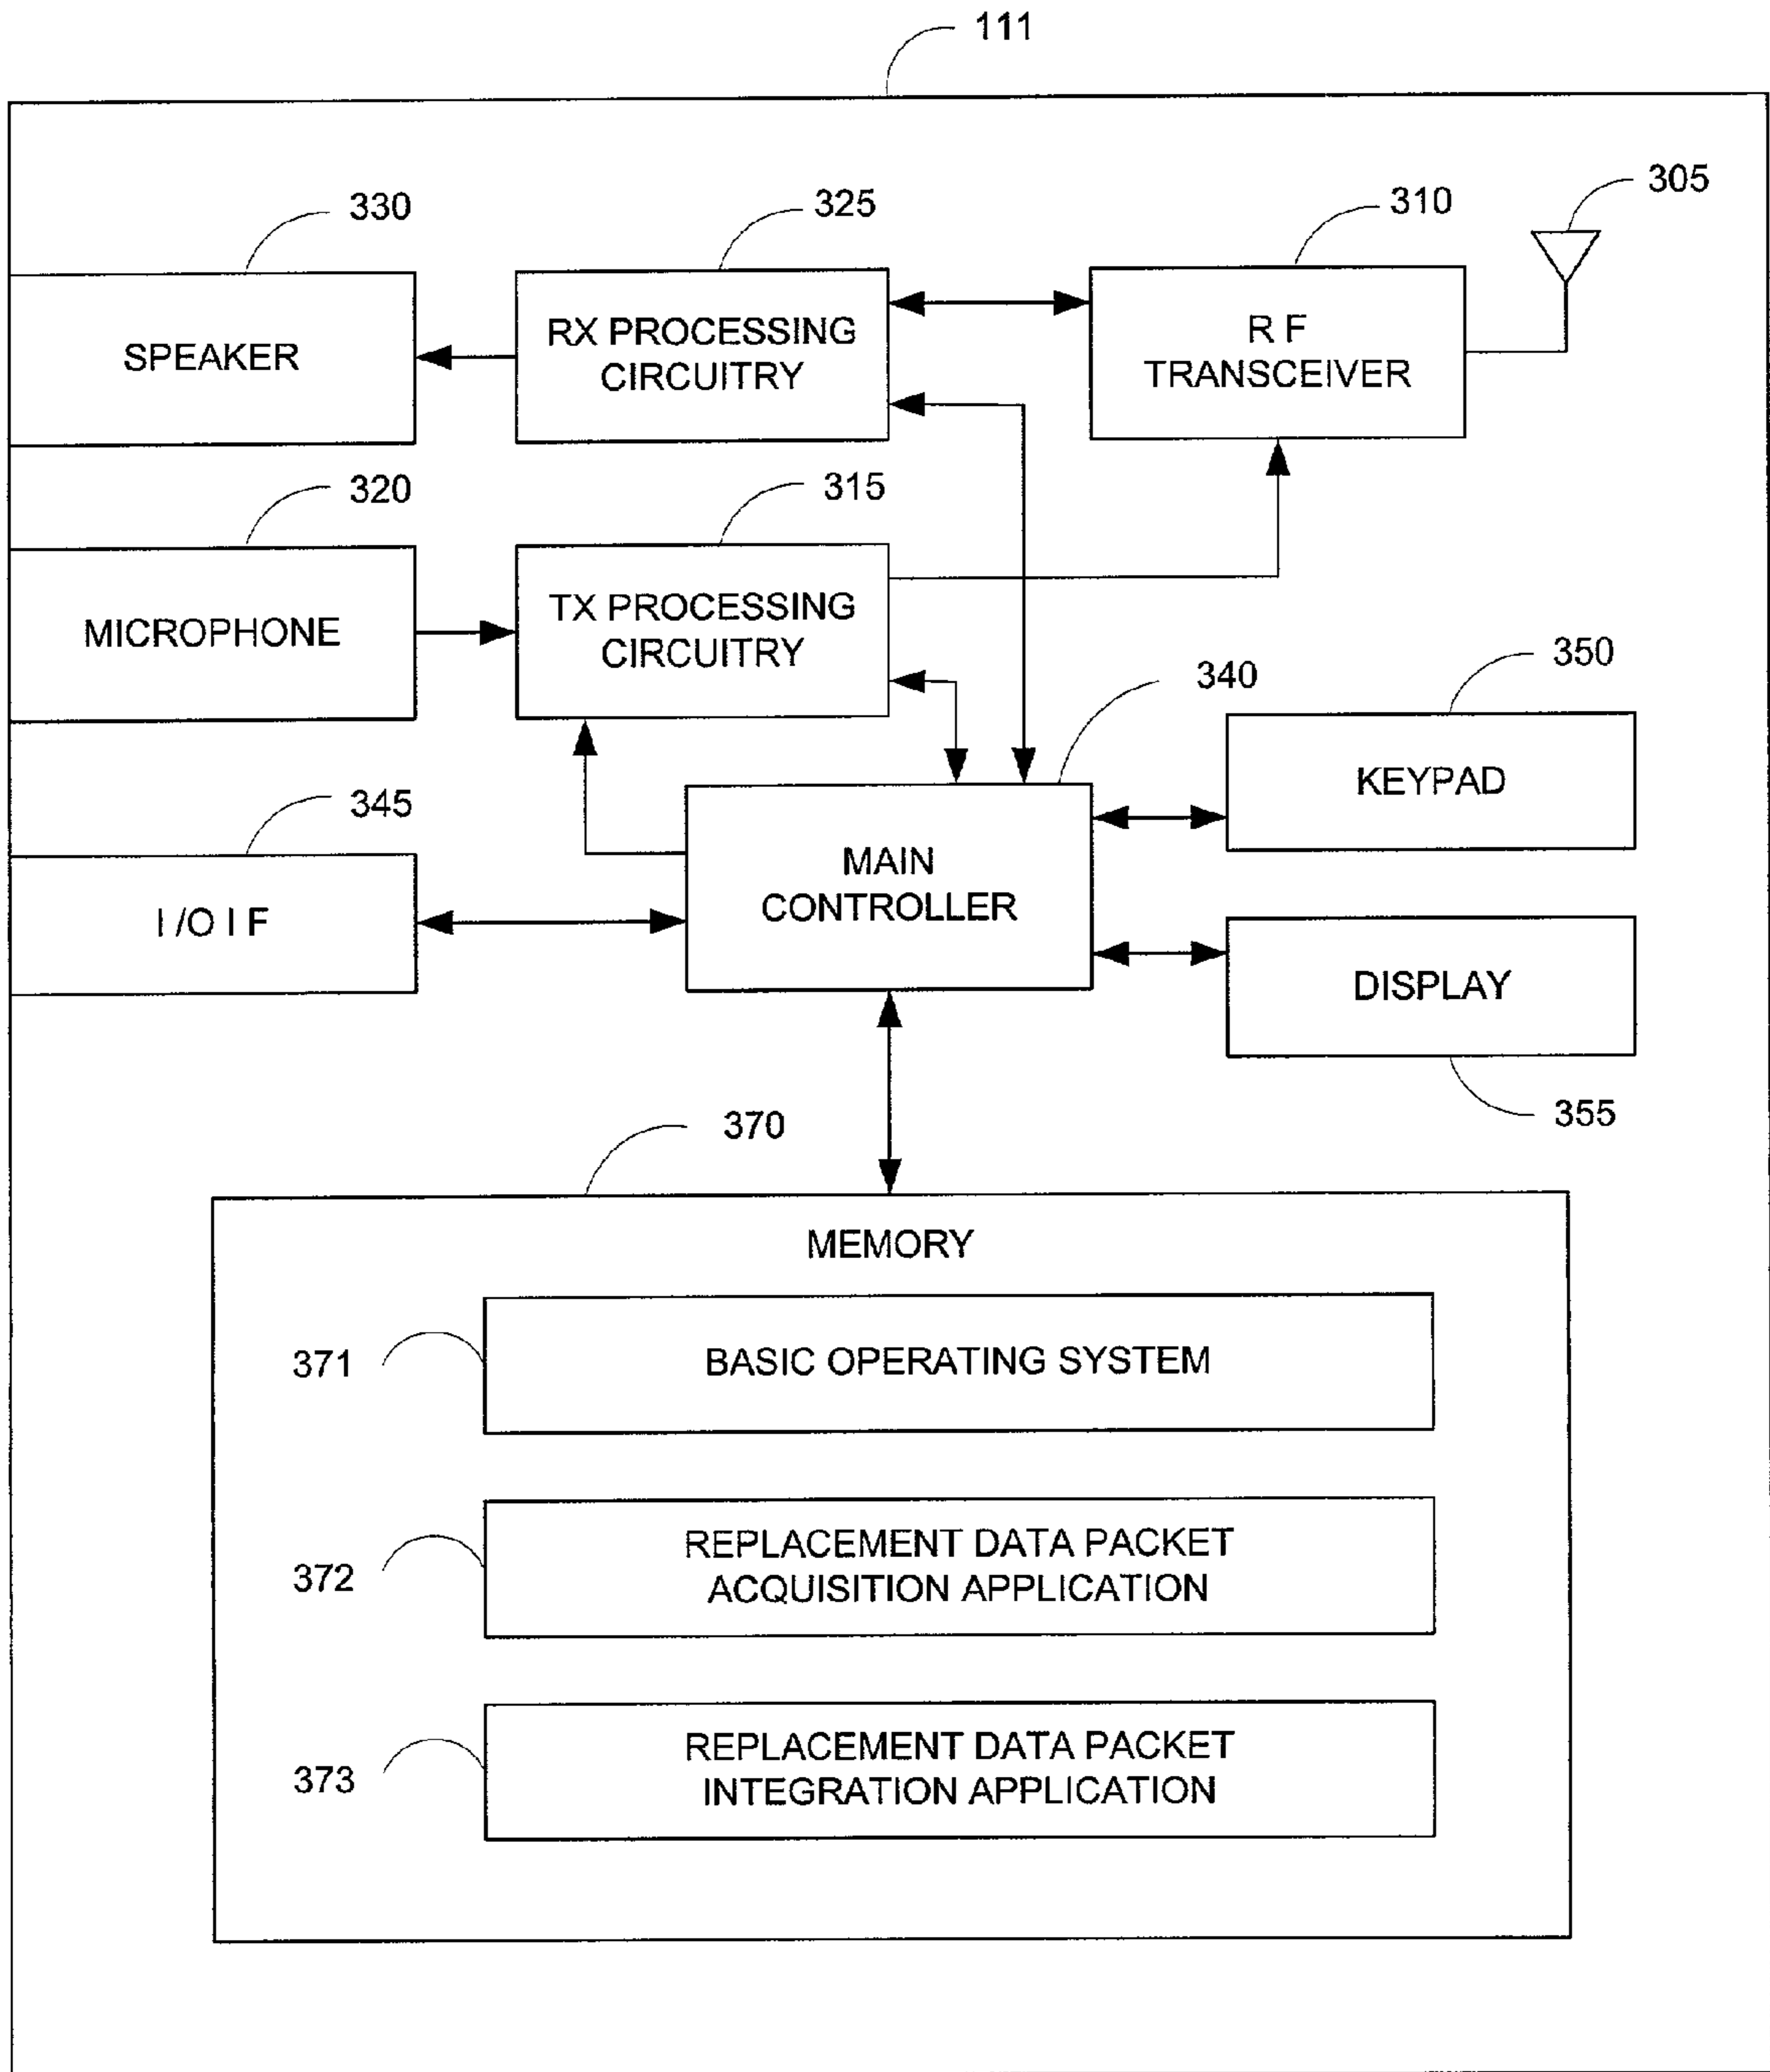 111
305
330
325
310
SPEAKER
RX PROCESSING
CIRCUITRY
R F
TRANSCEIVER
320
315
MICROPHONE
TX PROCESSING
CIRCUITRY
340
350
KEYPAD
345
I /O I F
MAIN
CONTROLLER
DISPLAY
355
370
MEMORY
371
BASIC OPERATING SYSTEM
372
REPLACEMENT DATA PACKET
ACQUISITION APPLICATION
373
REPLACEMENT DATA PACKET
INTEGRATION APPLICATION